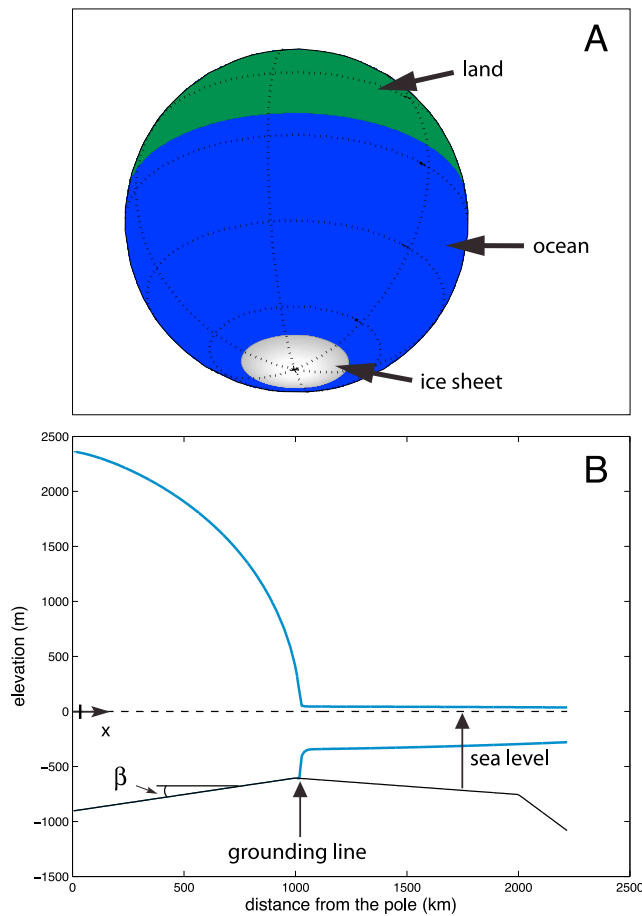 A
land
ocean
ice sheet
B
2500
2000
1500
1000
500
0
−500
−1000
−1500
elevation (m)
x
β
sea level
grounding line
0
500
1000
1500
2000
2500
distance from the pole (km)